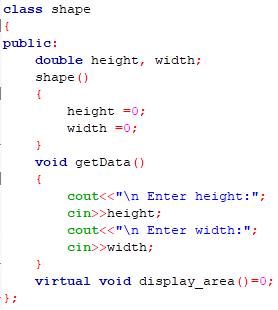 class shape
{
public:
    double height, width;
    shape()
    {
        height =0;
        width =0;
    }
    void getData()
    {
        cout<<"\n Enter height:";
        cin>>height;
        cout<<"\n Enter width:";
        cin>>width;
    }
    virtual void display_area()=0;
};